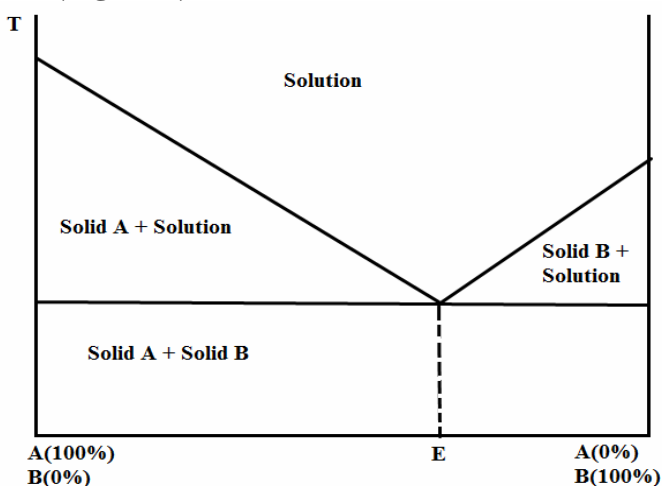 T
Solution
Solid A + Solution
Solid B +
Solution
Solid A + Solid B
A(100%)
B(0%)
E
A(0%)
B(100%)